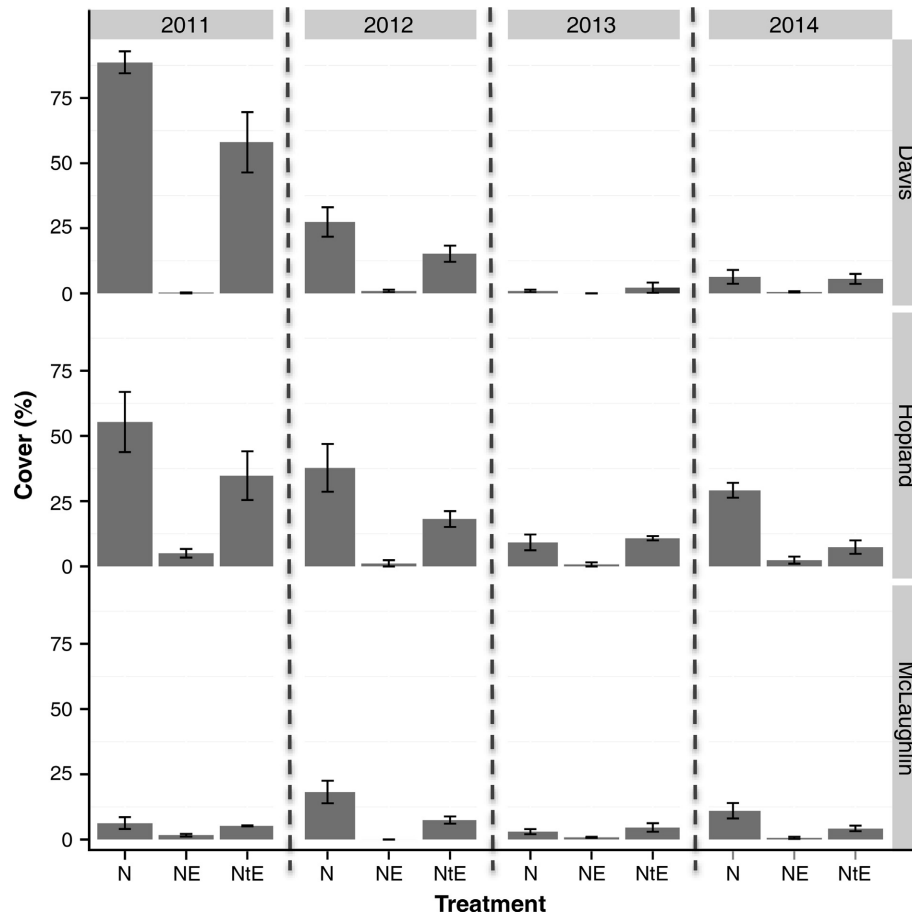 2011 2012 2013 2014
Cover (%)
75
50
25
0
Davis
75
50
25
0
Hopland
75
50
25
0
McLaughlin
N NE NtE N NE NtE N NE NtE N NE NtE
Treatment